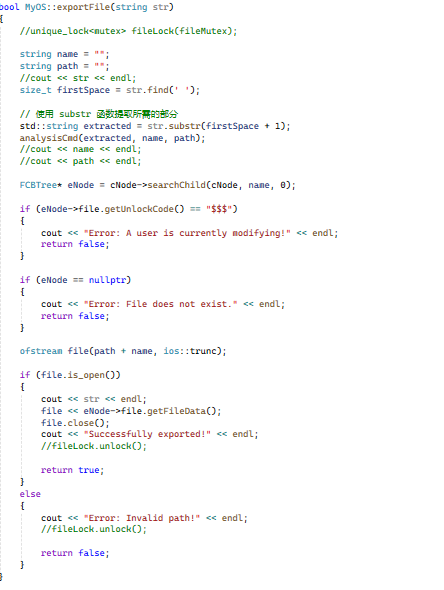 bool MyOS::exportFile(string str)
{
    //unique_lock<mutex> fileLock(fileMutex);

    string name = "";
    string path = "";
    //cout << str << endl;
    size_t firstSpace = str.find(' ');

    // 使用 substr 函数提取所需的部分
    std::string extracted = str.substr(firstSpace + 1);
    analysisCmd(extracted, name, path);
    //cout << name << endl;
    //cout << path << endl;

    FCBTree* eNode = cNode->searchChild(cNode, name, 0);

    if (eNode->file.getUnlockCode() == "$$$")
    {
        cout << "Error: A user is currently modifying!" << endl;
        return false;
    }

    if (eNode == nullptr)
    {
        cout << "Error: File does not exist." << endl;
        return false;
    }

    ofstream file(path + name, ios::trunc);

    if (file.is_open())
    {
        cout << str << endl;
        file << eNode->file.getFileData();
        file.close();
        cout << "Successfully exported!" << endl;
        //fileLock.unlock();

        return true;
    }
    else
    {
        cout << "Error: Invalid path!" << endl;
        //fileLock.unlock();

        return false;
    }
}